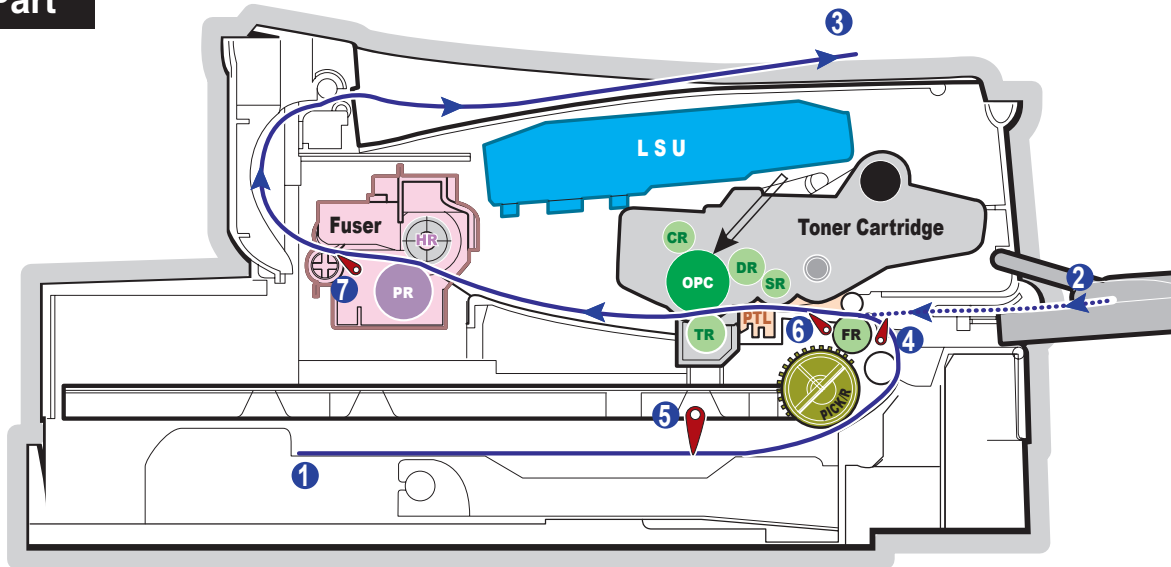 Part
3
L S U
Fuser
HR
PR
7
Toner Cartridge
CR
OPC
DR
SR
2
PTL
6
TR
FR
4
PICK/R
5
1